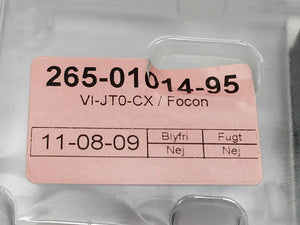 265-01014-95
VI-JT0-CX / Focon
11-08-09 Blyfri Fugt
Nej Nej